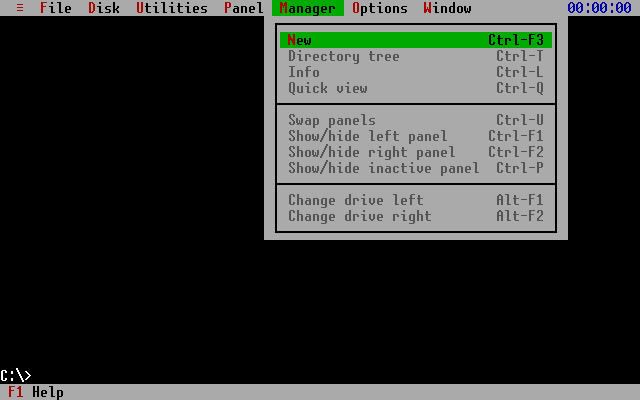 ≡ File Disk Utilities Panel Manager Options Window 00:00:00
New Ctrl-F3
Directory tree Ctrl-T
Info Ctrl-L
Quick view Ctrl-Q
Swap panels Ctrl-U
Show/hide left panel Ctrl-F1
Show/hide right panel Ctrl-F2
Show/hide inactive panel Ctrl-P
Change drive left Alt-F1
Change drive right Alt-F2
C:\>
F1 Help